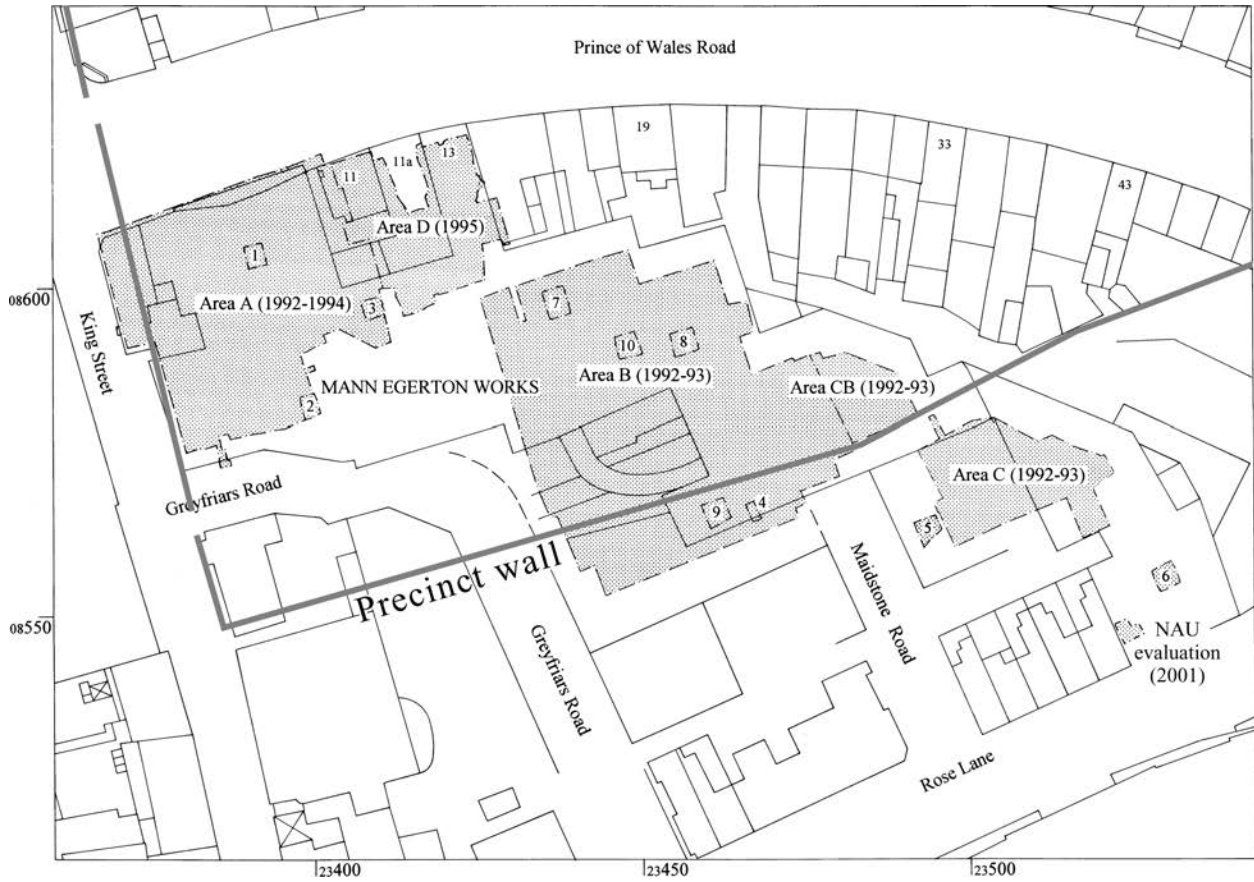 Prince of Wales Road
19
33
43
11
11a
13
Area D (1995)
1
Area A (1992-1994)
3
2
7
10
8
Area B (1992-93)
Area CB (1992-93)
MANN EGERTON WORKS
08600
King Street
Greyfriars Road
Area C (1992-93)
9
4
5
6
Precinct wall
08550
Greyfriars Road
Maidstone Road
NAU
evaluation
(2001)
Rose Lane
23400
23450
23500